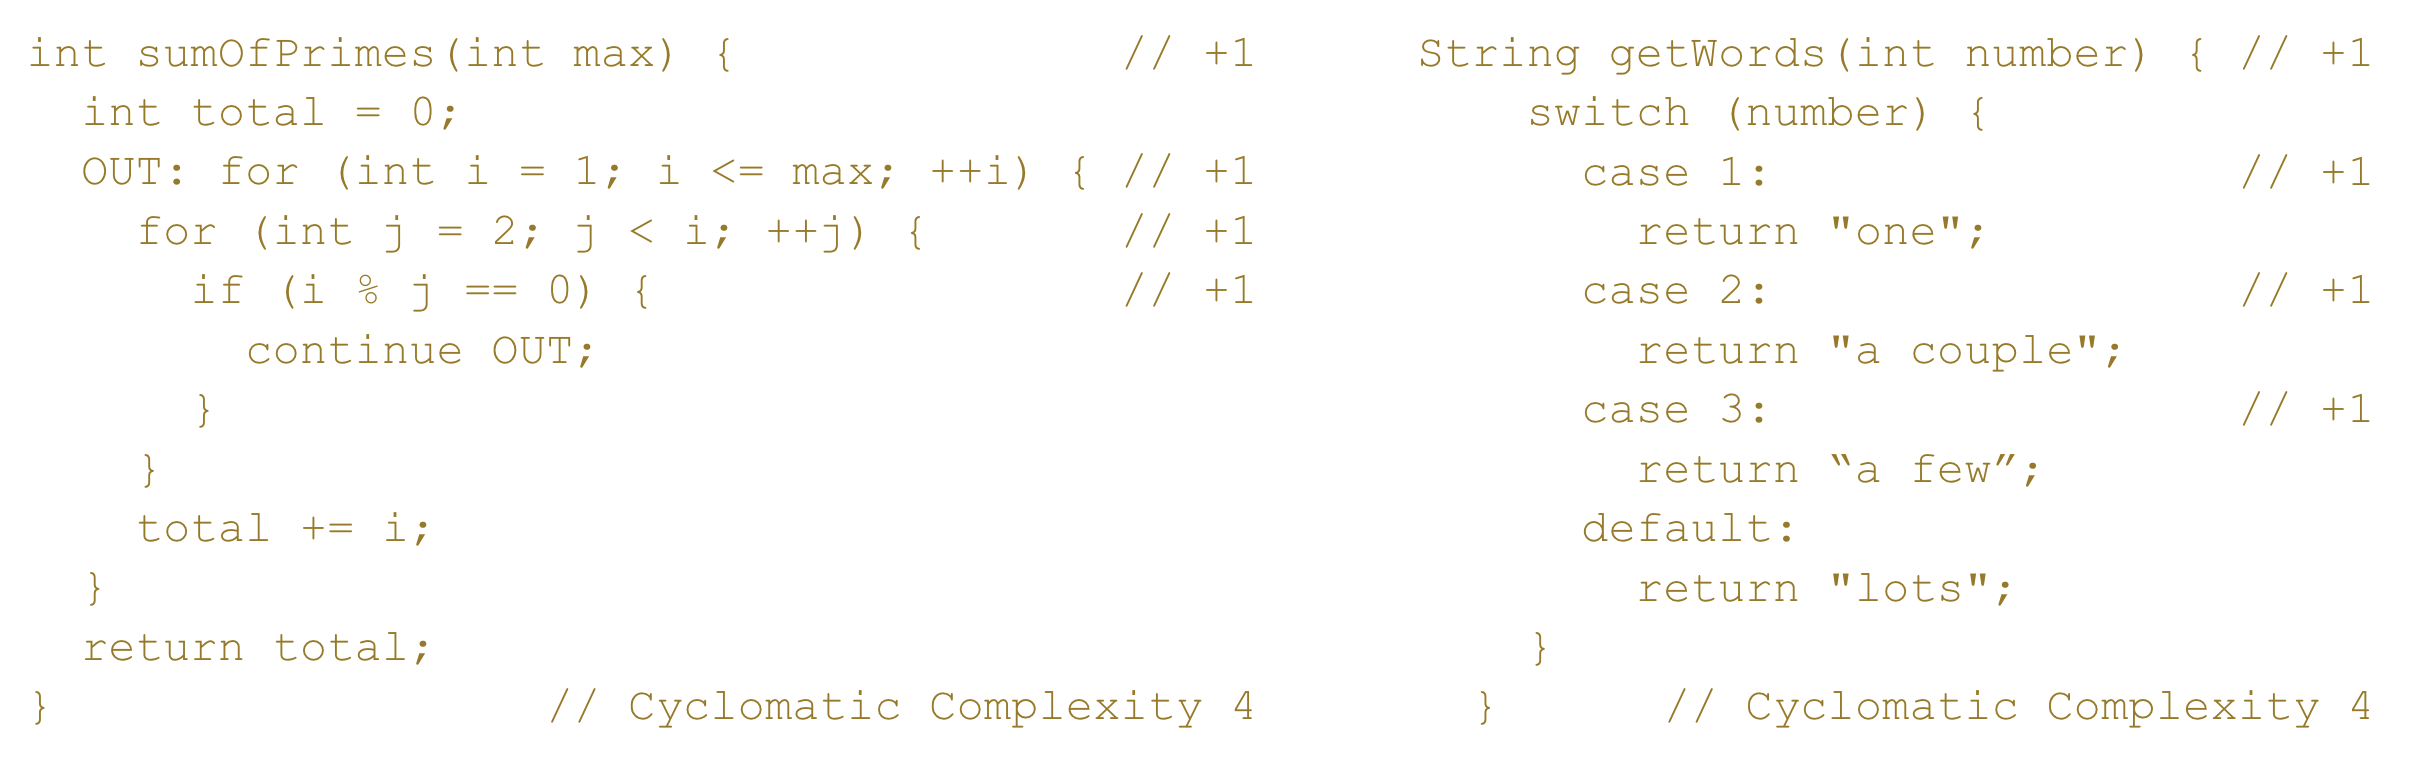 int sumOfPrimes(int max) { // +1
int total = 0;
OUT: for (int i = 1; i <= max; ++i) { // +1
for (int j = 2; j < i; ++j) { // +1
if (i % j == 0) { // +1
continue OUT;
}
}
total += i;
}
return total;
} // Cyclomatic Complexity 4
String getWords(int number) { // +1
switch (number) {
case 1: // +1
return "one";
case 2: // +1
return "a couple";
case 3: // +1
return “a few”;
default:
return "lots";
}
} // Cyclomatic Complexity 4